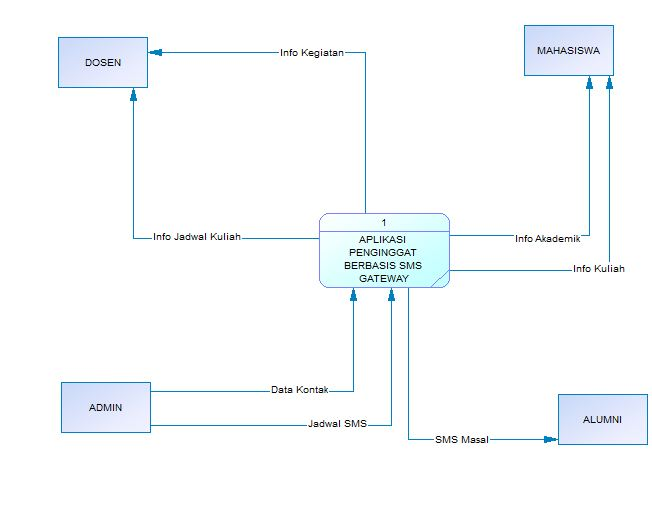 MAHASISWA
DOSEN
Info Kegiatan
1
APLIKASI
PENGINGGAT
BERBASIS SMS
GATEWAY
Info Jadwal Kuliah
Info Akademik
Info Kuliah
Data Kontak
ADMIN
Jadwal SMS
ALUMNI
SMS Masal